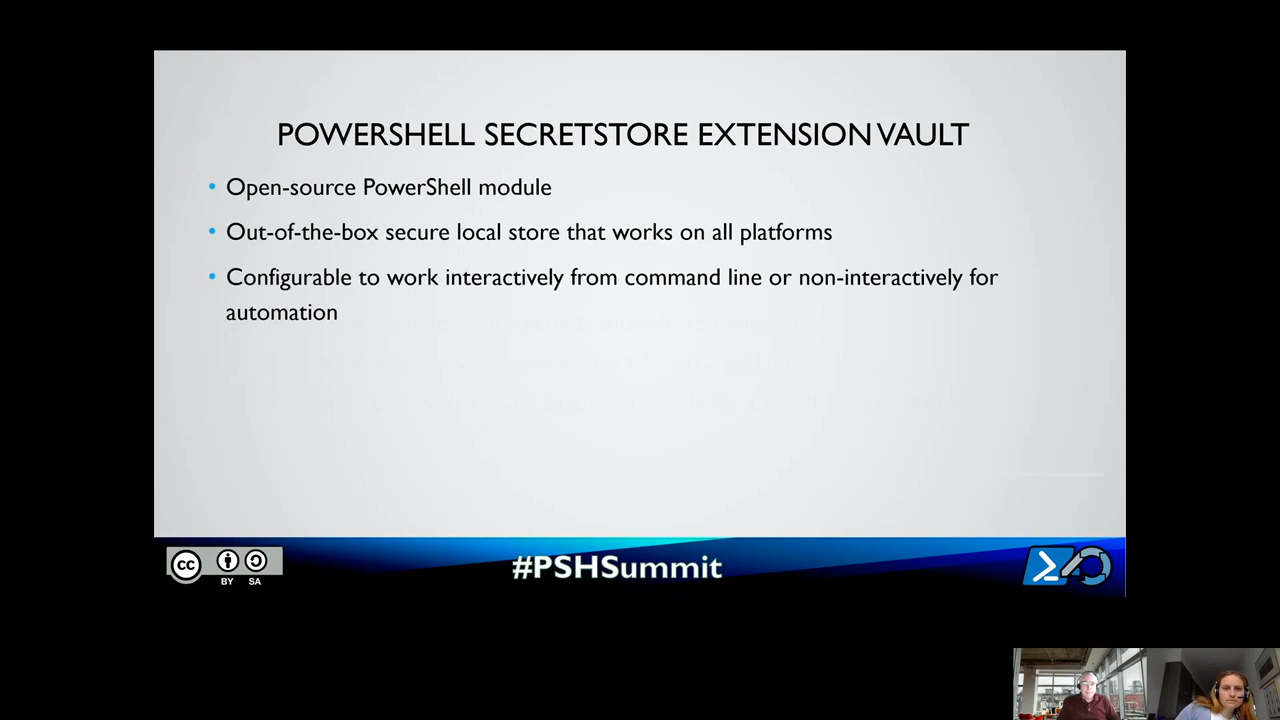 POWERSHELL SECRETSTORE EXTENSION VAULT
• Open-source PowerShell module
• Out-of-the-box secure local store that works on all platforms
• Configurable to work interactively from command line or non-interactively for
automation
cc
BY SA
#PSHSummit